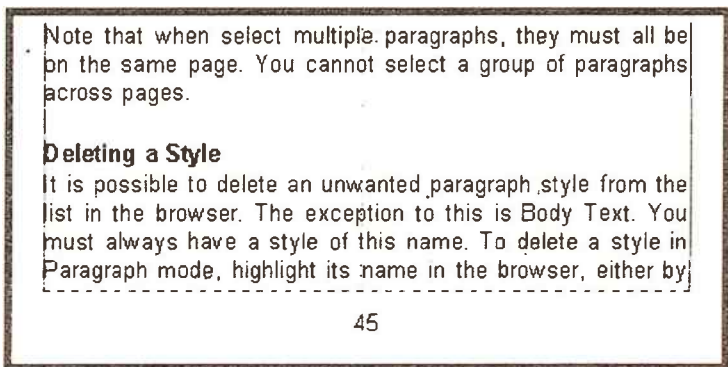 Note that when select multiple paragraphs, they must all be
on the same page. You cannot select a group of paragraphs
across pages.
Deleting a Style
It is possible to delete an unwanted paragraph style from the
list in the browser. The exception to this is Body Text. You
must always have a style of this name. To delete a style in
Paragraph mode, highlight its name in the browser, either by
45